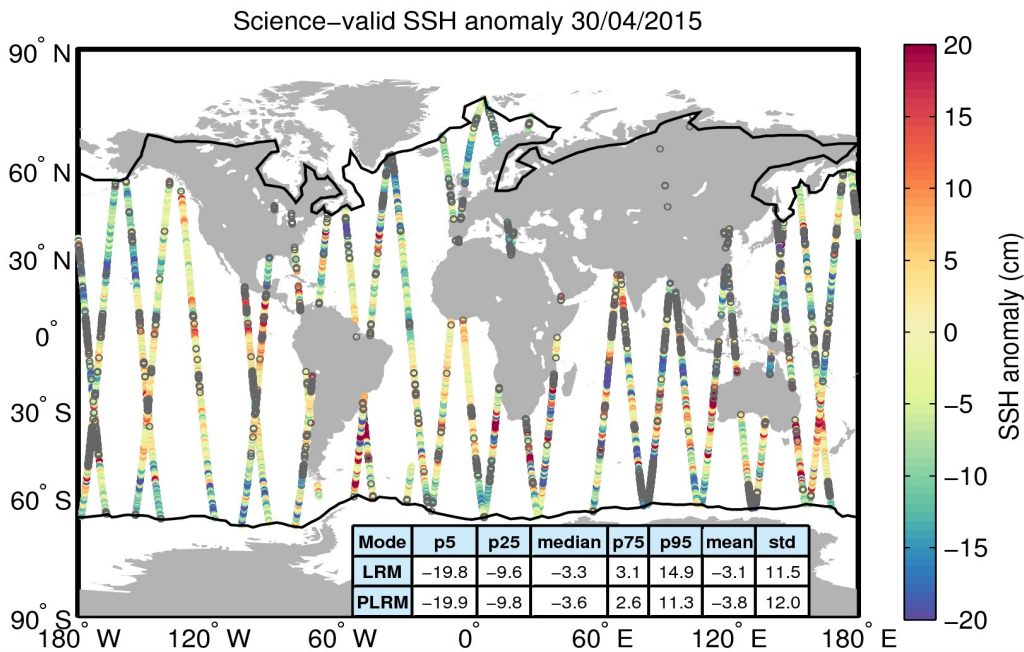 Science−valid SSH anomaly 30/04/2015
90° N
60° N
30° N
0°
30° S
60° S
90° S
180° W
120° W
60° W
0°
60° E
120° E
180° E
Mode p5 p25 median p75 p95 mean std
LRM −19.8 −9.6 −3.3 3.1 14.9 −3.1 11.5
PLRM −19.9 −9.8 −3.6 2.6 11.3 −3.8 12.0
20
15
10
5
0
−5
−10
−15
−20
SSH anomaly (cm)